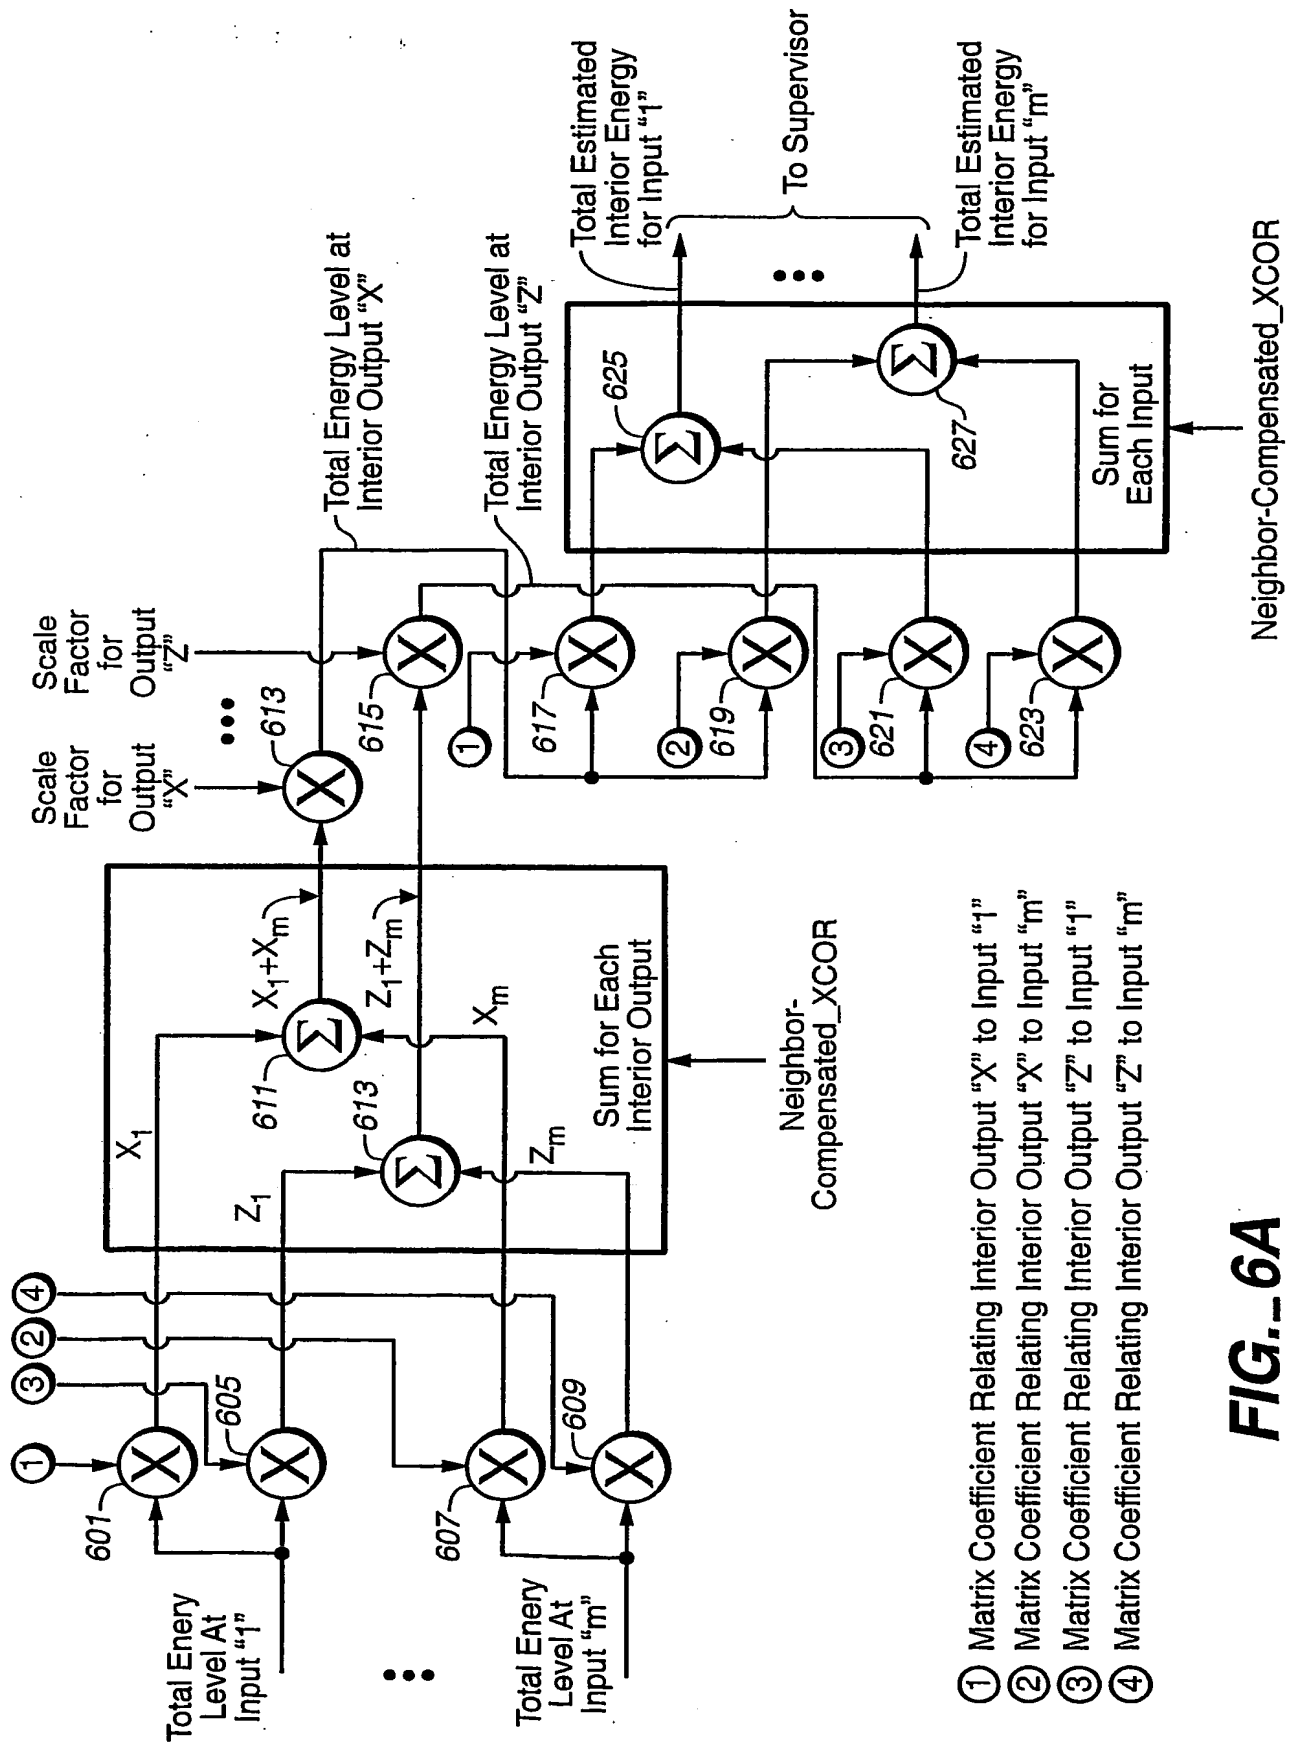 1
3
2
4
601
605
607
609
Total Enery
Level At
Input “1”
Total Enery
Level At
Input “m”
X1
Z1
Xm
Zm
611
613
X1+Xm
Z1+Zm
Sum for Each
Interior Output
Neighbor-
Compensated_XCOR
Scale
Factor
for
Output
“X”
Scale
Factor
for
Output
“Z”
613
615
Total Energy Level at
Interior Output “X”
Total Energy Level at
Interior Output “Z”
1
617
2
619
3
621
4
623
625
627
Sum for
Each Input
Neighbor-Compensated_XCOR
Total Estimated
Interior Energy
for Input “1”
To Supervisor
Total Estimated
Interior Energy
for Input “m”
1 Matrix Coefficient Relating Interior Output “X” to Input “1”
2 Matrix Coefficient Relating Interior Output “X” to Input “m”
3 Matrix Coefficient Relating Interior Output “Z” to Input “1”
4 Matrix Coefficient Relating Interior Output “Z” to Input “m”
FIG._6A